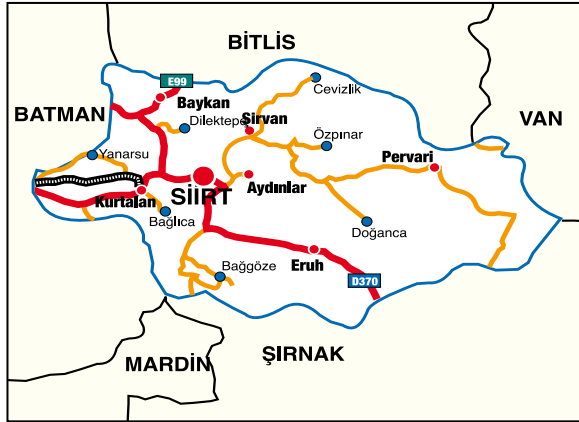 BİTLİS
E99
Cevizlik
Baykan
BATMAN
Dilektepe
Şirvan
VAN
Özpınar
Yanarsu
Pervari
SİİRT
Aydınlar
Kurtalan
Bağlıca
Doğanca
Eruh
Bağgöze
D370
ŞIRNAK
MARDİN